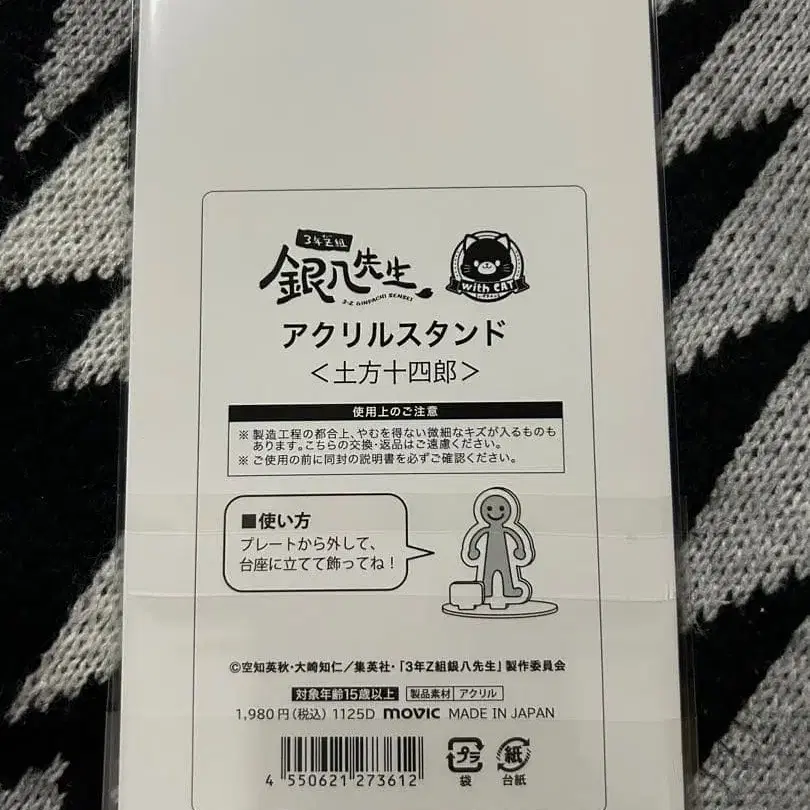 3年Z組
銀八先生
3-Z GINPACHI SENSEI
with CAT
アクリルスタンド
＜土方十四郎＞
使用上のご注意
※ 製造工程の都合上、やむを得ない微細なキズが入るものも
あります。こちらの交換・返品はご遠慮ください。
※ ご使用の前に同封の説明書を必ずご確認ください。
■使い方
プレートから外して、
台座に立てて飾ってね！
©空知英秋・大崎知仁／集英社・「3年Z組銀八先生」製作委員会
対象年齢15歳以上 製品素材 アクリル
1,980円(税込) 1125D movic MADE IN JAPAN
4 550621 273612
プラ 紙
袋 台紙